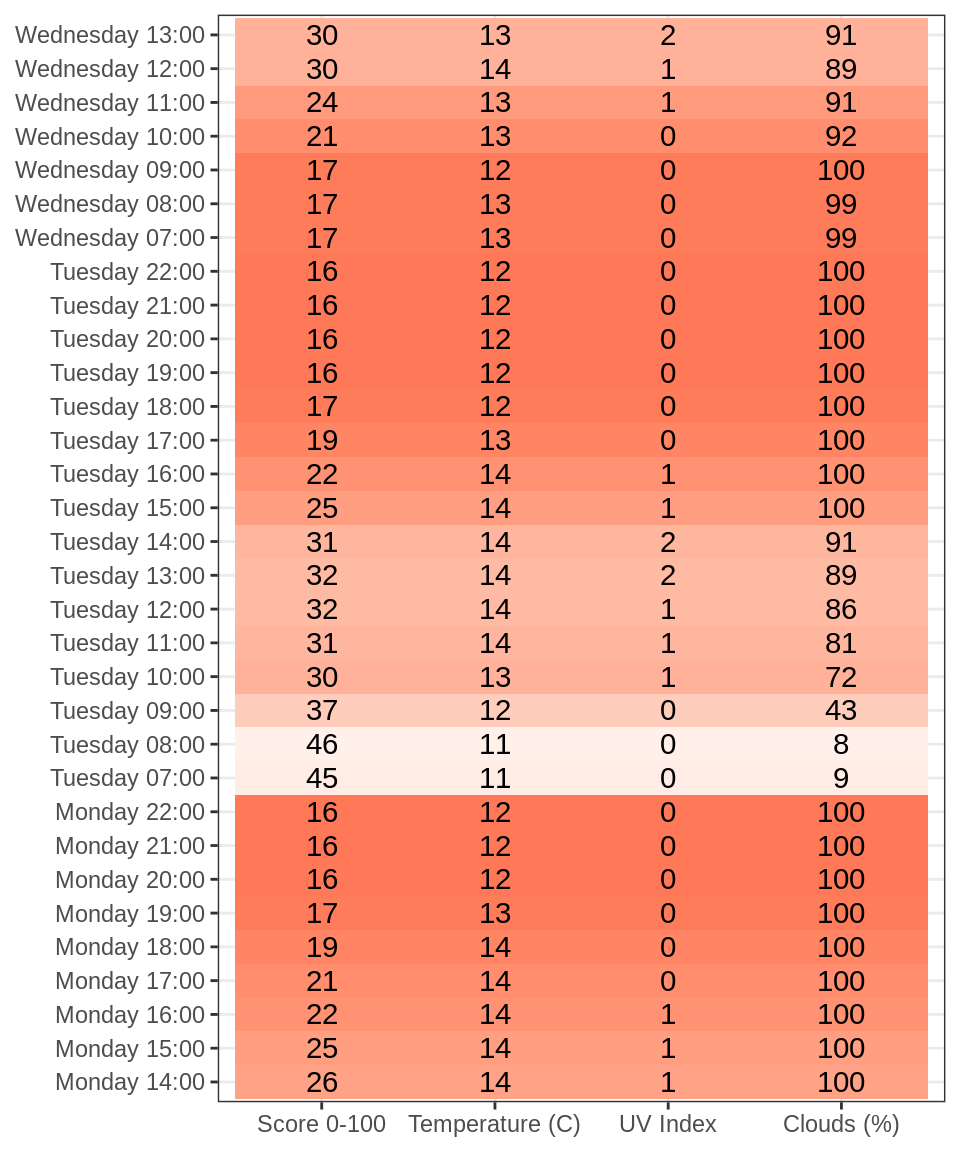 Wednesday 13:00 30 13 2 91
Wednesday 12:00 30 14 1 89
Wednesday 11:00 24 13 1 91
Wednesday 10:00 21 13 0 92
Wednesday 09:00 17 12 0 100
Wednesday 08:00 17 13 0 99
Wednesday 07:00 17 13 0 99
Tuesday 22:00 16 12 0 100
Tuesday 21:00 16 12 0 100
Tuesday 20:00 16 12 0 100
Tuesday 19:00 16 12 0 100
Tuesday 18:00 17 12 0 100
Tuesday 17:00 19 13 0 100
Tuesday 16:00 22 14 1 100
Tuesday 15:00 25 14 1 100
Tuesday 14:00 31 14 2 91
Tuesday 13:00 32 14 2 89
Tuesday 12:00 32 14 1 86
Tuesday 11:00 31 14 1 81
Tuesday 10:00 30 13 1 72
Tuesday 09:00 37 12 0 43
Tuesday 08:00 46 11 0 8
Tuesday 07:00 45 11 0 9
Monday 22:00 16 12 0 100
Monday 21:00 16 12 0 100
Monday 20:00 16 12 0 100
Monday 19:00 17 13 0 100
Monday 18:00 19 14 0 100
Monday 17:00 21 14 0 100
Monday 16:00 22 14 1 100
Monday 15:00 25 14 1 100
Monday 14:00 26 14 1 100
Score 0-100 Temperature (C) UV Index Clouds (%)